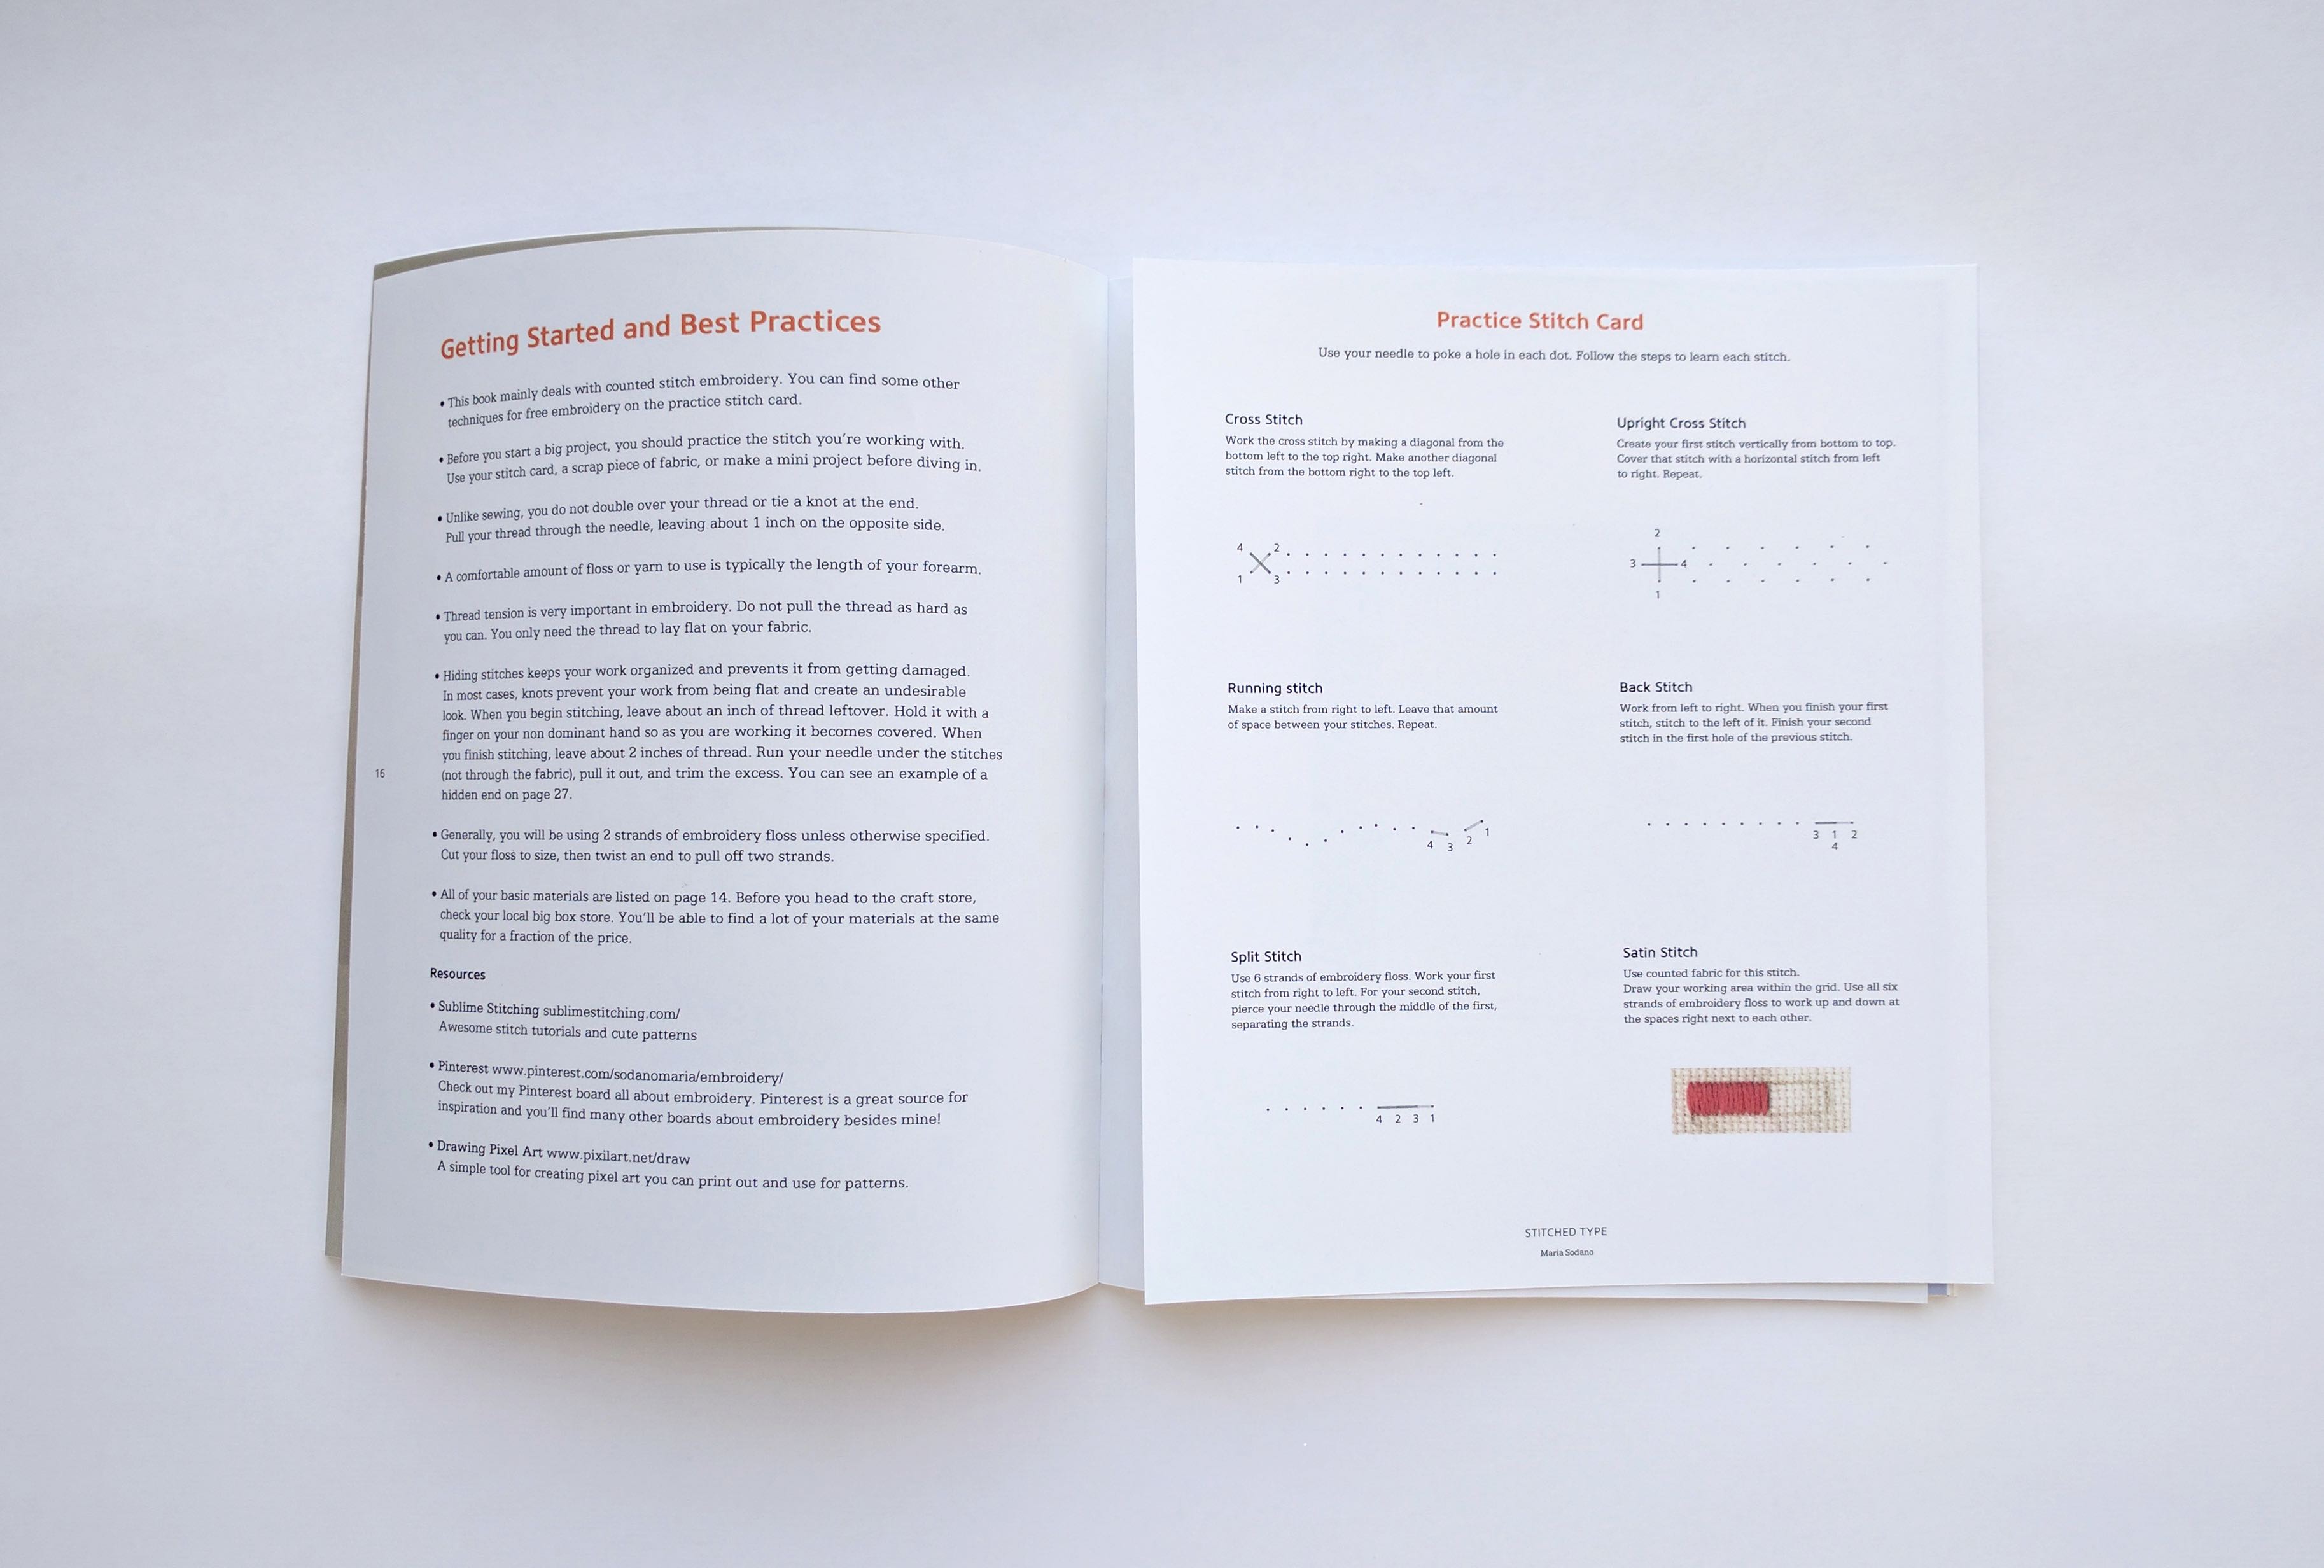 Getting Started and Best Practices
• This book mainly deals with counted stitch embroidery. You can find some other
techniques for free embroidery on the practice stitch card.
• Before you start a big project, you should practice the stitch you're working with.
Use your stitch card, a scrap piece of fabric, or make a mini project before diving in.
• Unlike sewing, you do not double over your thread or tie a knot at the end.
Pull your thread through the needle, leaving about 1 inch on the opposite side.
• A comfortable amount of floss or yarn to use is typically the length of your forearm.
• Thread tension is very important in embroidery. Do not pull the thread as hard as
you can. You only need the thread to lay flat on your fabric.
• Hiding stitches keeps your work organized and prevents it from getting damaged.
In most cases, knots prevent your work from being flat and create an undesirable
look. When you begin stitching, leave about an inch of thread leftover. Hold it with a
finger on your non dominant hand so as you are working it becomes covered. When
you finish stitching, leave about 2 inches of thread. Run your needle under the stitches
(not through the fabric), pull it out, and trim the excess. You can see an example of a
hidden end on page 27.
16
• Generally, you will be using 2 strands of embroidery floss unless otherwise specified.
Cut your floss to size, then twist an end to pull off two strands.
• All of your basic materials are listed on page 14. Before you head to the craft store,
check your local big box store. You'll be able to find a lot of your materials at the same
quality for a fraction of the price.
Resources
• Sublime Stitching sublimestitching.com/
Awesome stitch tutorials and cute patterns
• Pinterest www.pinterest.com/sodanomaria/embroidery/
Check out my Pinterest board all about embroidery. Pinterest is a great source for
inspiration and you'll find many other boards about embroidery besides mine!
• Drawing Pixel Art www.pixilart.net/draw
A simple tool for creating pixel art you can print out and use for patterns.
Practice Stitch Card
Use your needle to poke a hole in each dot. Follow the steps to learn each stitch.
Cross Stitch
Work the cross stitch by making a diagonal from the
bottom left to the top right. Make another diagonal
stitch from the bottom right to the top left.
4 2
1 3
Upright Cross Stitch
Create your first stitch vertically from bottom to top.
Cover that stitch with a horizontal stitch from left
to right. Repeat.
2
3 4
1
Running stitch
Make a stitch from right to left. Leave that amount
of space between your stitches. Repeat.
4 3 2 1
Back Stitch
Work from left to right. When you finish your first
stitch, stitch to the left of it. Finish your second
stitch in the first hole of the previous stitch.
3 1 2
4
Split Stitch
Use 6 strands of embroidery floss. Work your first
stitch from right to left. For your second stitch,
pierce your needle through the middle of the first,
separating the strands.
4 2 3 1
Satin Stitch
Use counted fabric for this stitch.
Draw your working area within the grid. Use all six
strands of embroidery floss to work up and down at
the spaces right next to each other.
STITCHED TYPE
Maria Sodano